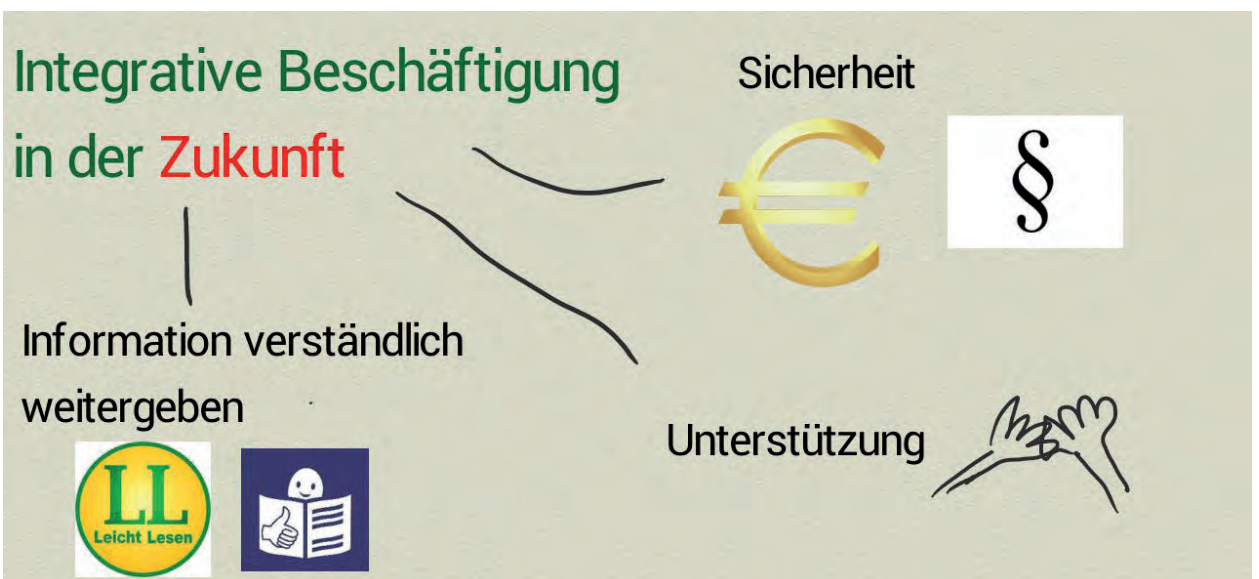 Integrative Beschäftigung
in der Zukunft
Sicherheit
§
Information verständlich
weitergeben
Unterstützung
LL
Leicht Lesen